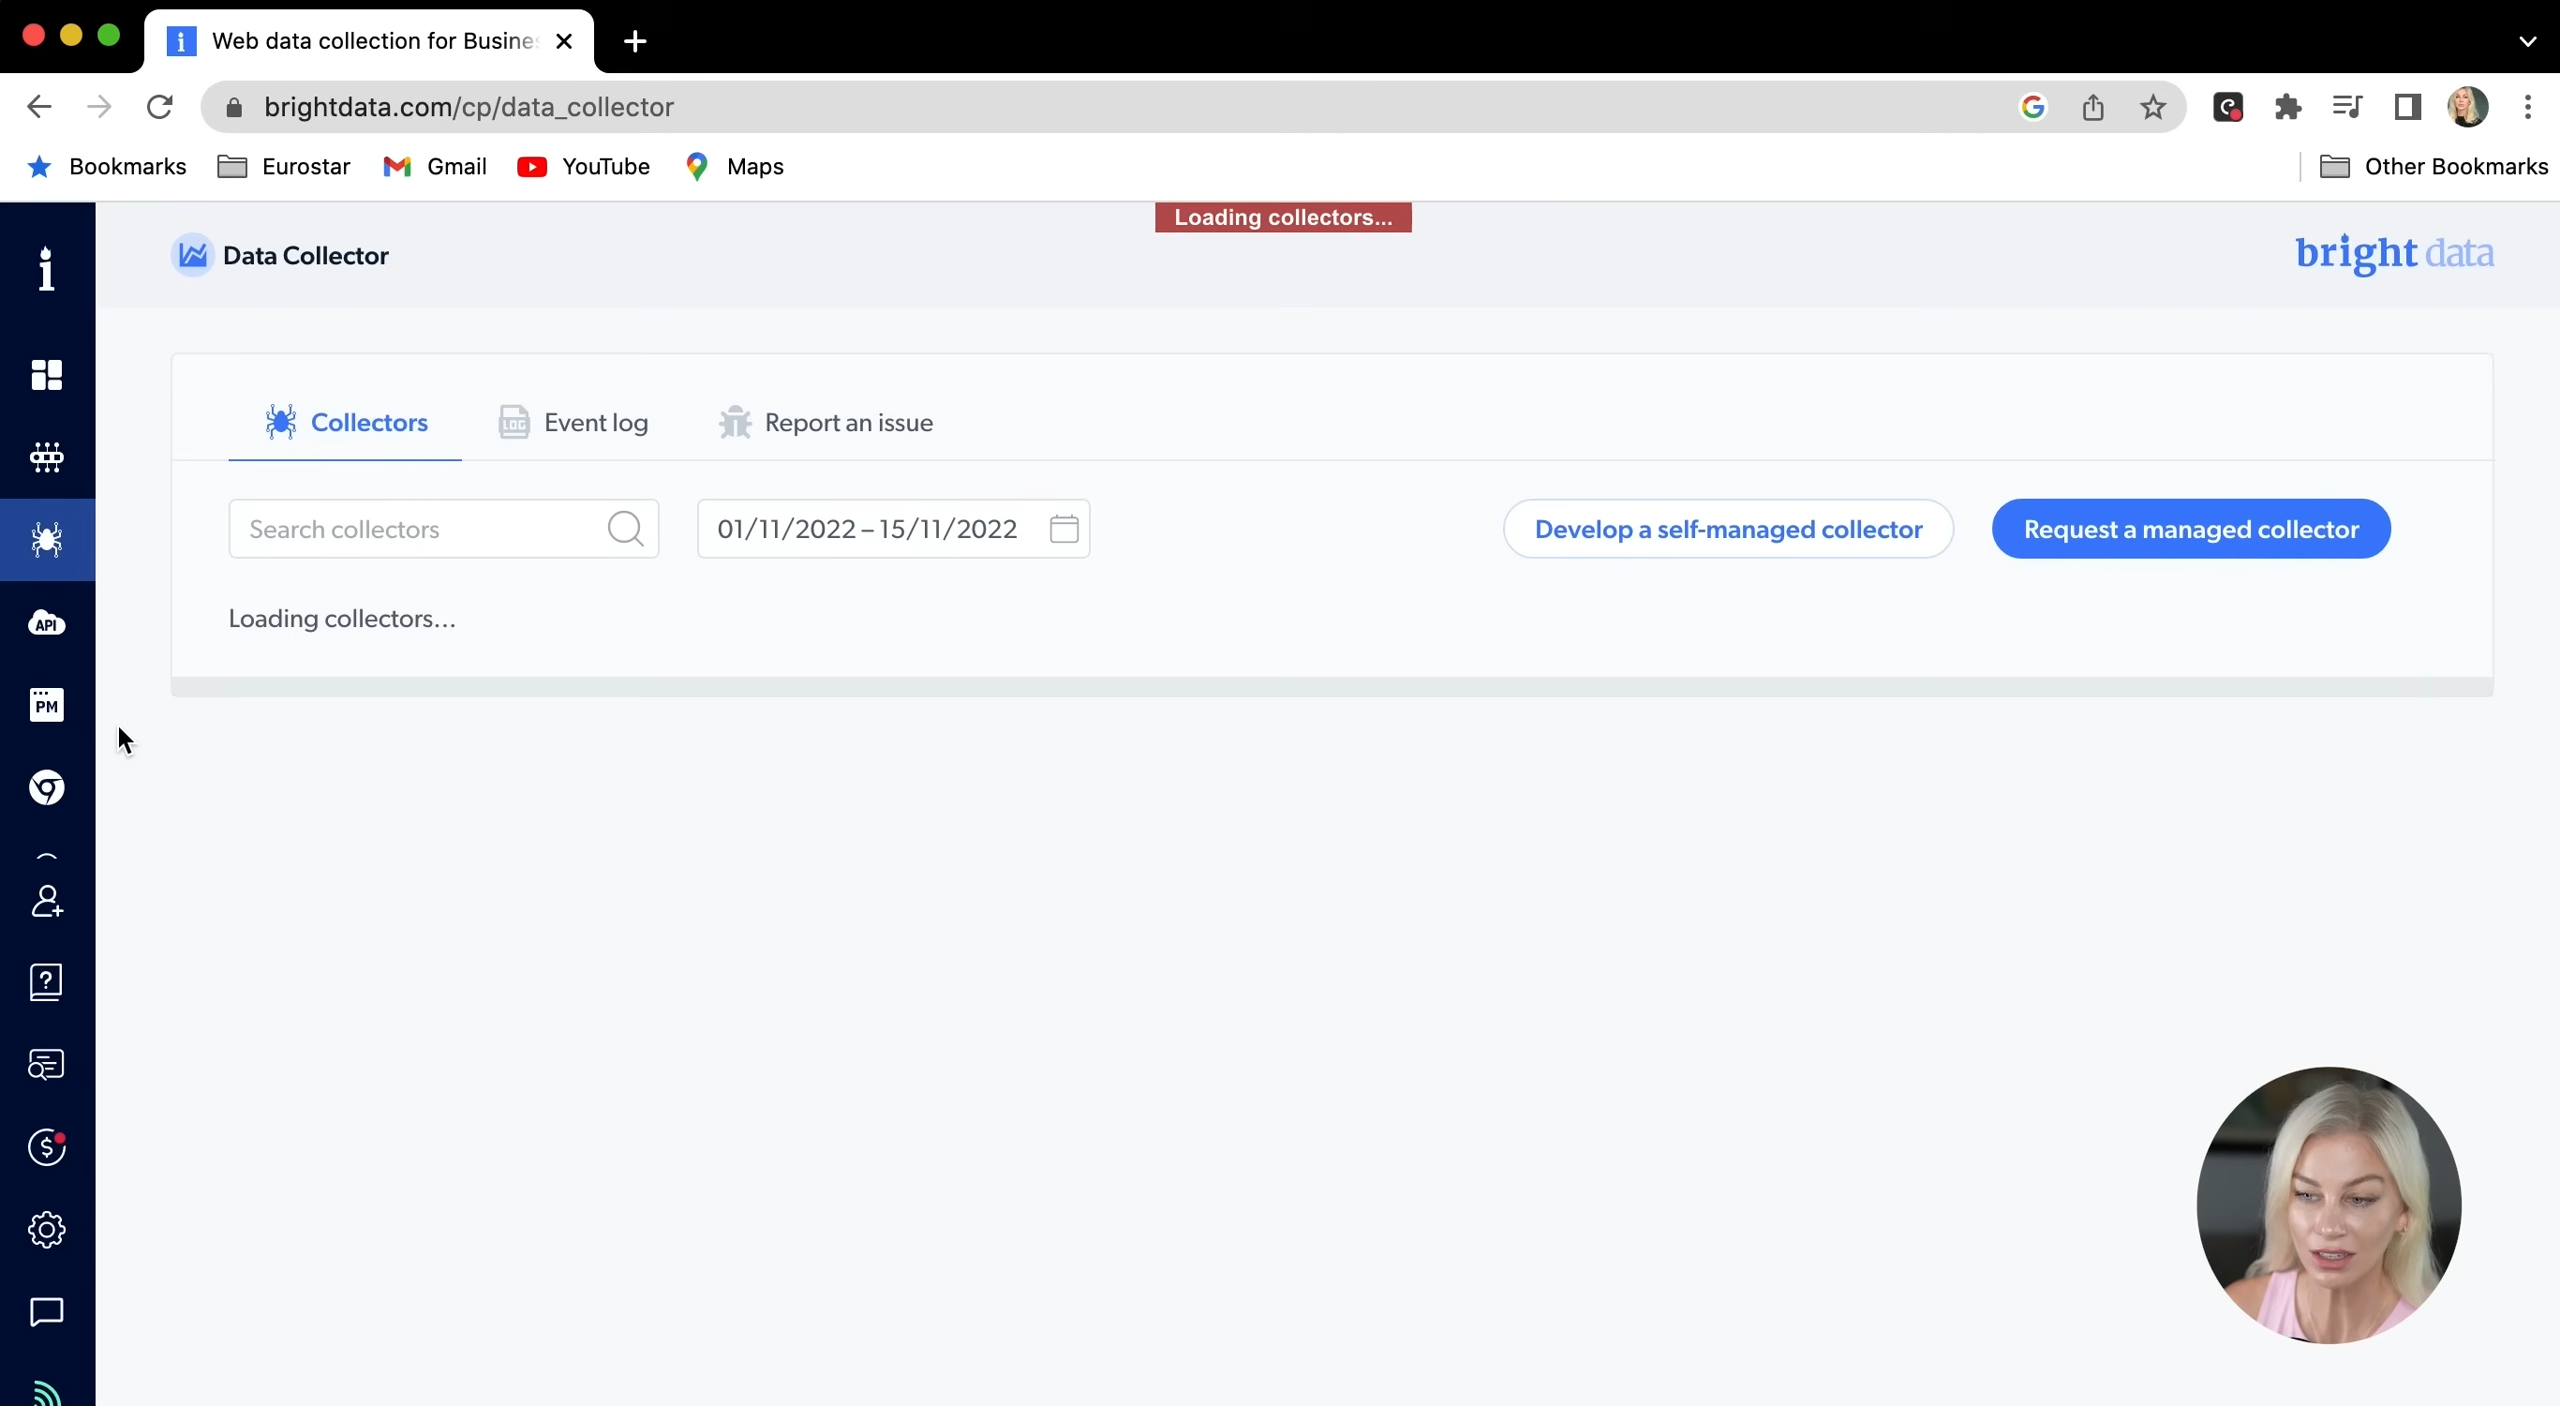 Web data collection for Busine
brightdata.com/cp/data_collector
Bookmarks
Eurostar
Gmail
YouTube
Maps
Other Bookmarks
Loading collectors...
Data Collector
bright data
Collectors
LOG
Event log
Report an issue
Search collectors
01/11/2022 – 15/11/2022
Develop a self-managed collector
Request a managed collector
Loading collectors...
API
PM